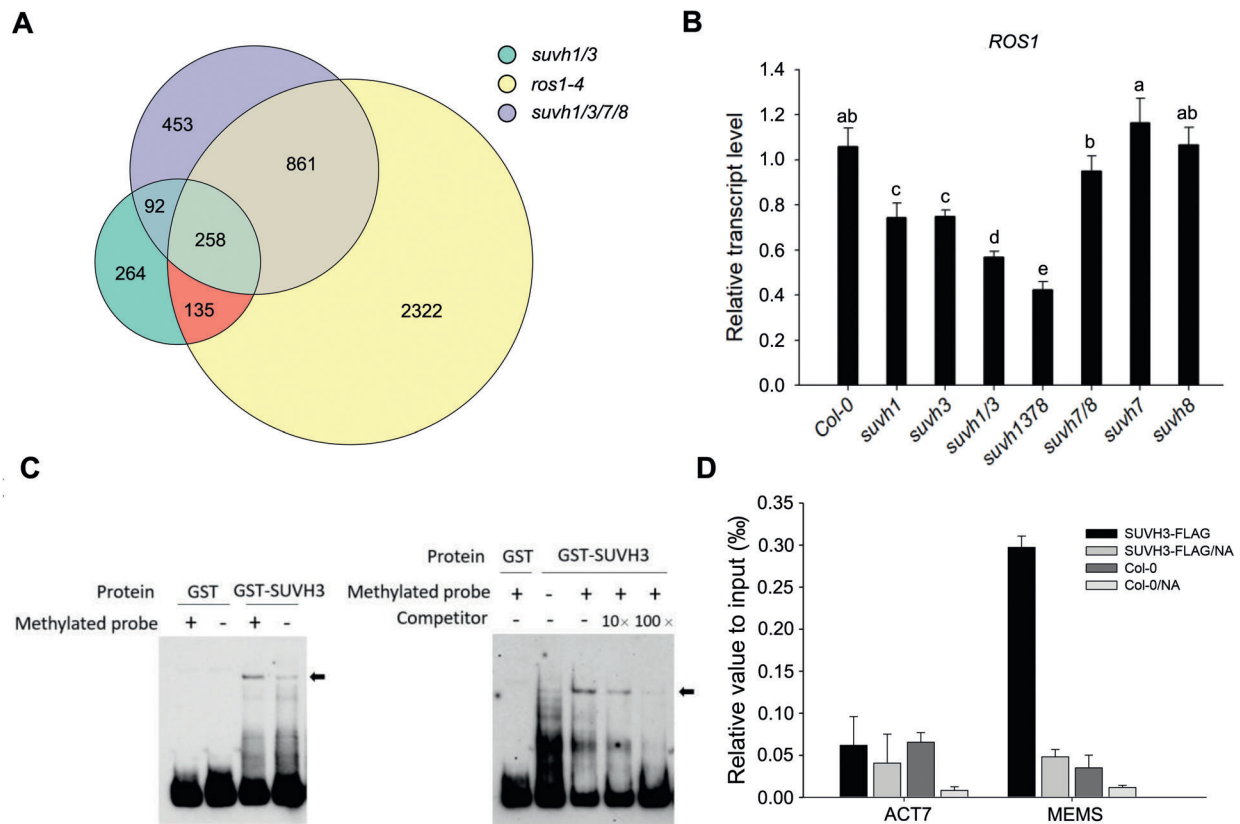 A
suvh1/3
ros1-4
suvh1/3/7/8
453
861
92
258
264
135
2322
B
ROS1
Relative transcript level
1.4
1.2
1.0
0.8
0.6
0.4
0.2
0.0
ab
c
c
d
e
b
a
ab
Col-0
suvh1
suvh3
suvh1/3
suvh1378
suvh7/8
suvh7
suvh8
C
Protein GST GST-SUVH3
Methylated probe + - + -
Protein GST GST-SUVH3
Methylated probe + - + + +
Competitor - - - 10× 100×
D
Relative value to input (‰)
0.35
0.30
0.25
0.20
0.15
0.10
0.05
0.00
SUVH3-FLAG
SUVH3-FLAG/NA
Col-0
Col-0/NA
ACT7
MEMS